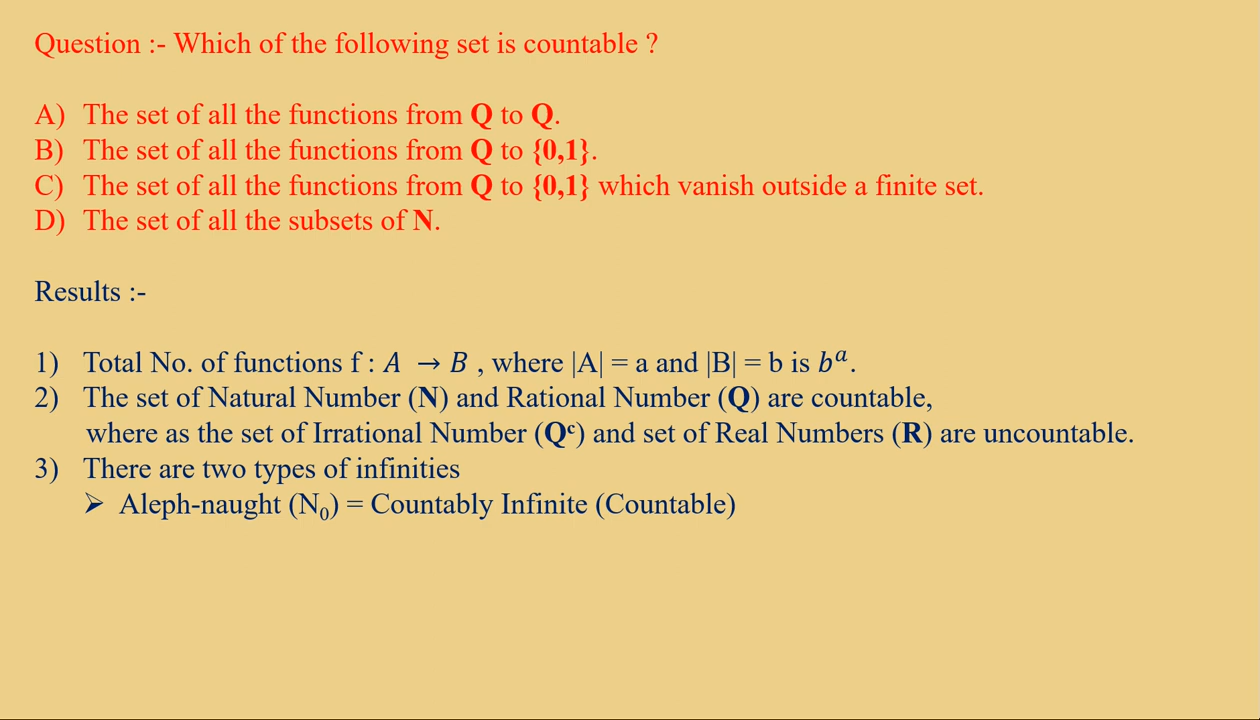 Question :- Which of the following set is countable ?
A) The set of all the functions from Q to Q.
B) The set of all the functions from Q to {0,1}.
C) The set of all the functions from Q to {0,1} which vanish outside a finite set.
D) The set of all the subsets of N.
Results :-
1) Total No. of functions f : A → B , where |A| = a and |B| = b is bᵃ.
2) The set of Natural Number (N) and Rational Number (Q) are countable,
where as the set of Irrational Number (Qᶜ) and set of Real Numbers (R) are uncountable.
3) There are two types of infinities
➢ Aleph-naught (N₀) = Countably Infinite (Countable)